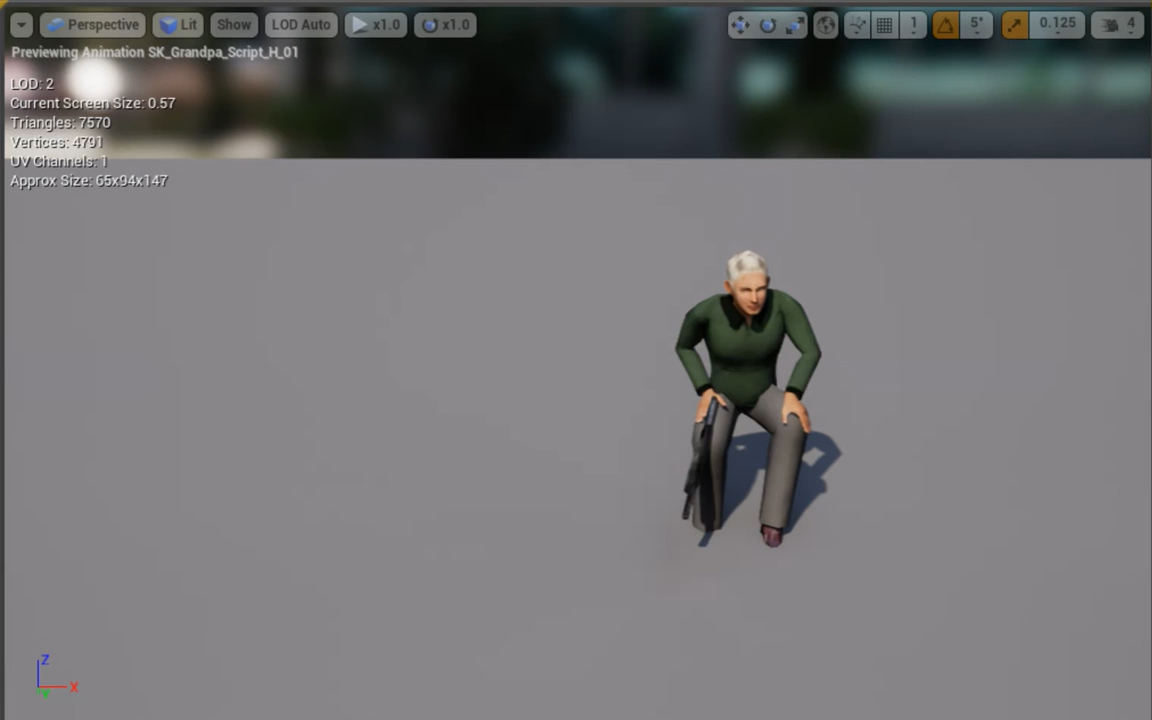 Perspective Lit Show LOD Auto x1.0 x1.0 1 5° 0.125 4
Previewing Animation SK_Grandpa_Script_H_01
LOD: 2
Current Screen Size: 0.57
Triangles: 7570
Vertices: 4791
UV Channels: 1
Approx Size: 65x94x147
Z
X